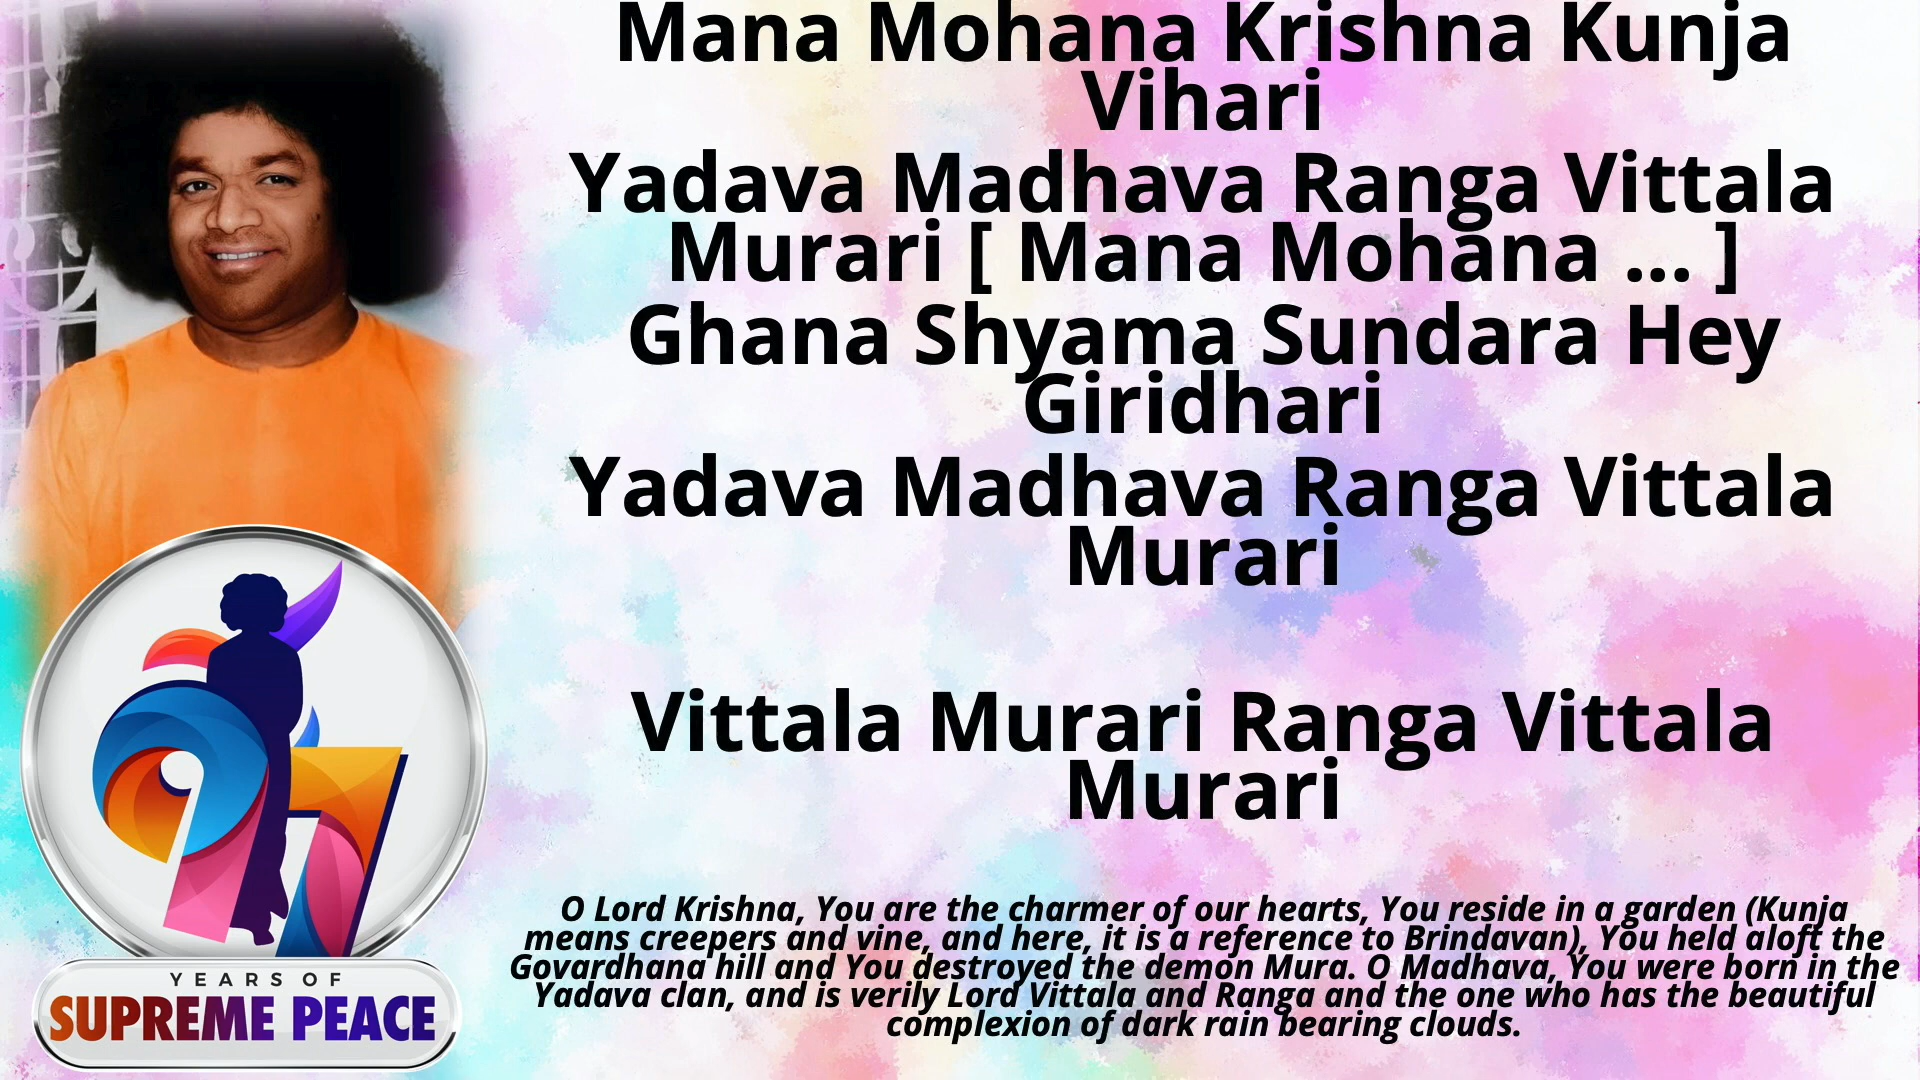 Mana Mohana Krishna Kunja
Vihari
Yadava Madhava Ranga Vittala
Murari [ Mana Mohana ... ]
Ghana Shyama Sundara Hey
Giridhari
Yadava Madhava Ranga Vittala
Murari
Vittala Murari Ranga Vittala
Murari
O Lord Krishna, You are the charmer of our hearts, You reside in a garden (Kunja
means creepers and vine, and here, it is a reference to Brindavan), You held aloft the
Govardhana hill and You destroyed the demon Mura. O Madhava, You were born in the
Yadava clan, and is verily Lord Vittala and Ranga and the one who has the beautiful
complexion of dark rain bearing clouds.
97
YEARS OF
SUPREME PEACE